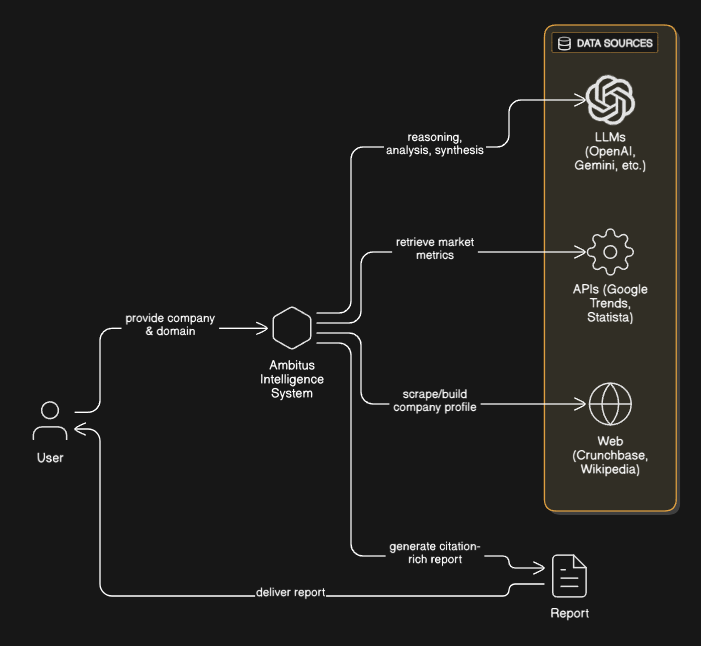 DATA SOURCES
LLMs
(OpenAI,
Gemini, etc.)
reasoning,
analysis, synthesis
retrieve market
metrics
APIs (Google
Trends,
Statista)
provide company
& domain
Ambitus
Intelligence
System
scrape/build
company profile
Web
(Crunchbase,
Wikipedia)
User
generate citation-
rich report
deliver report
Report